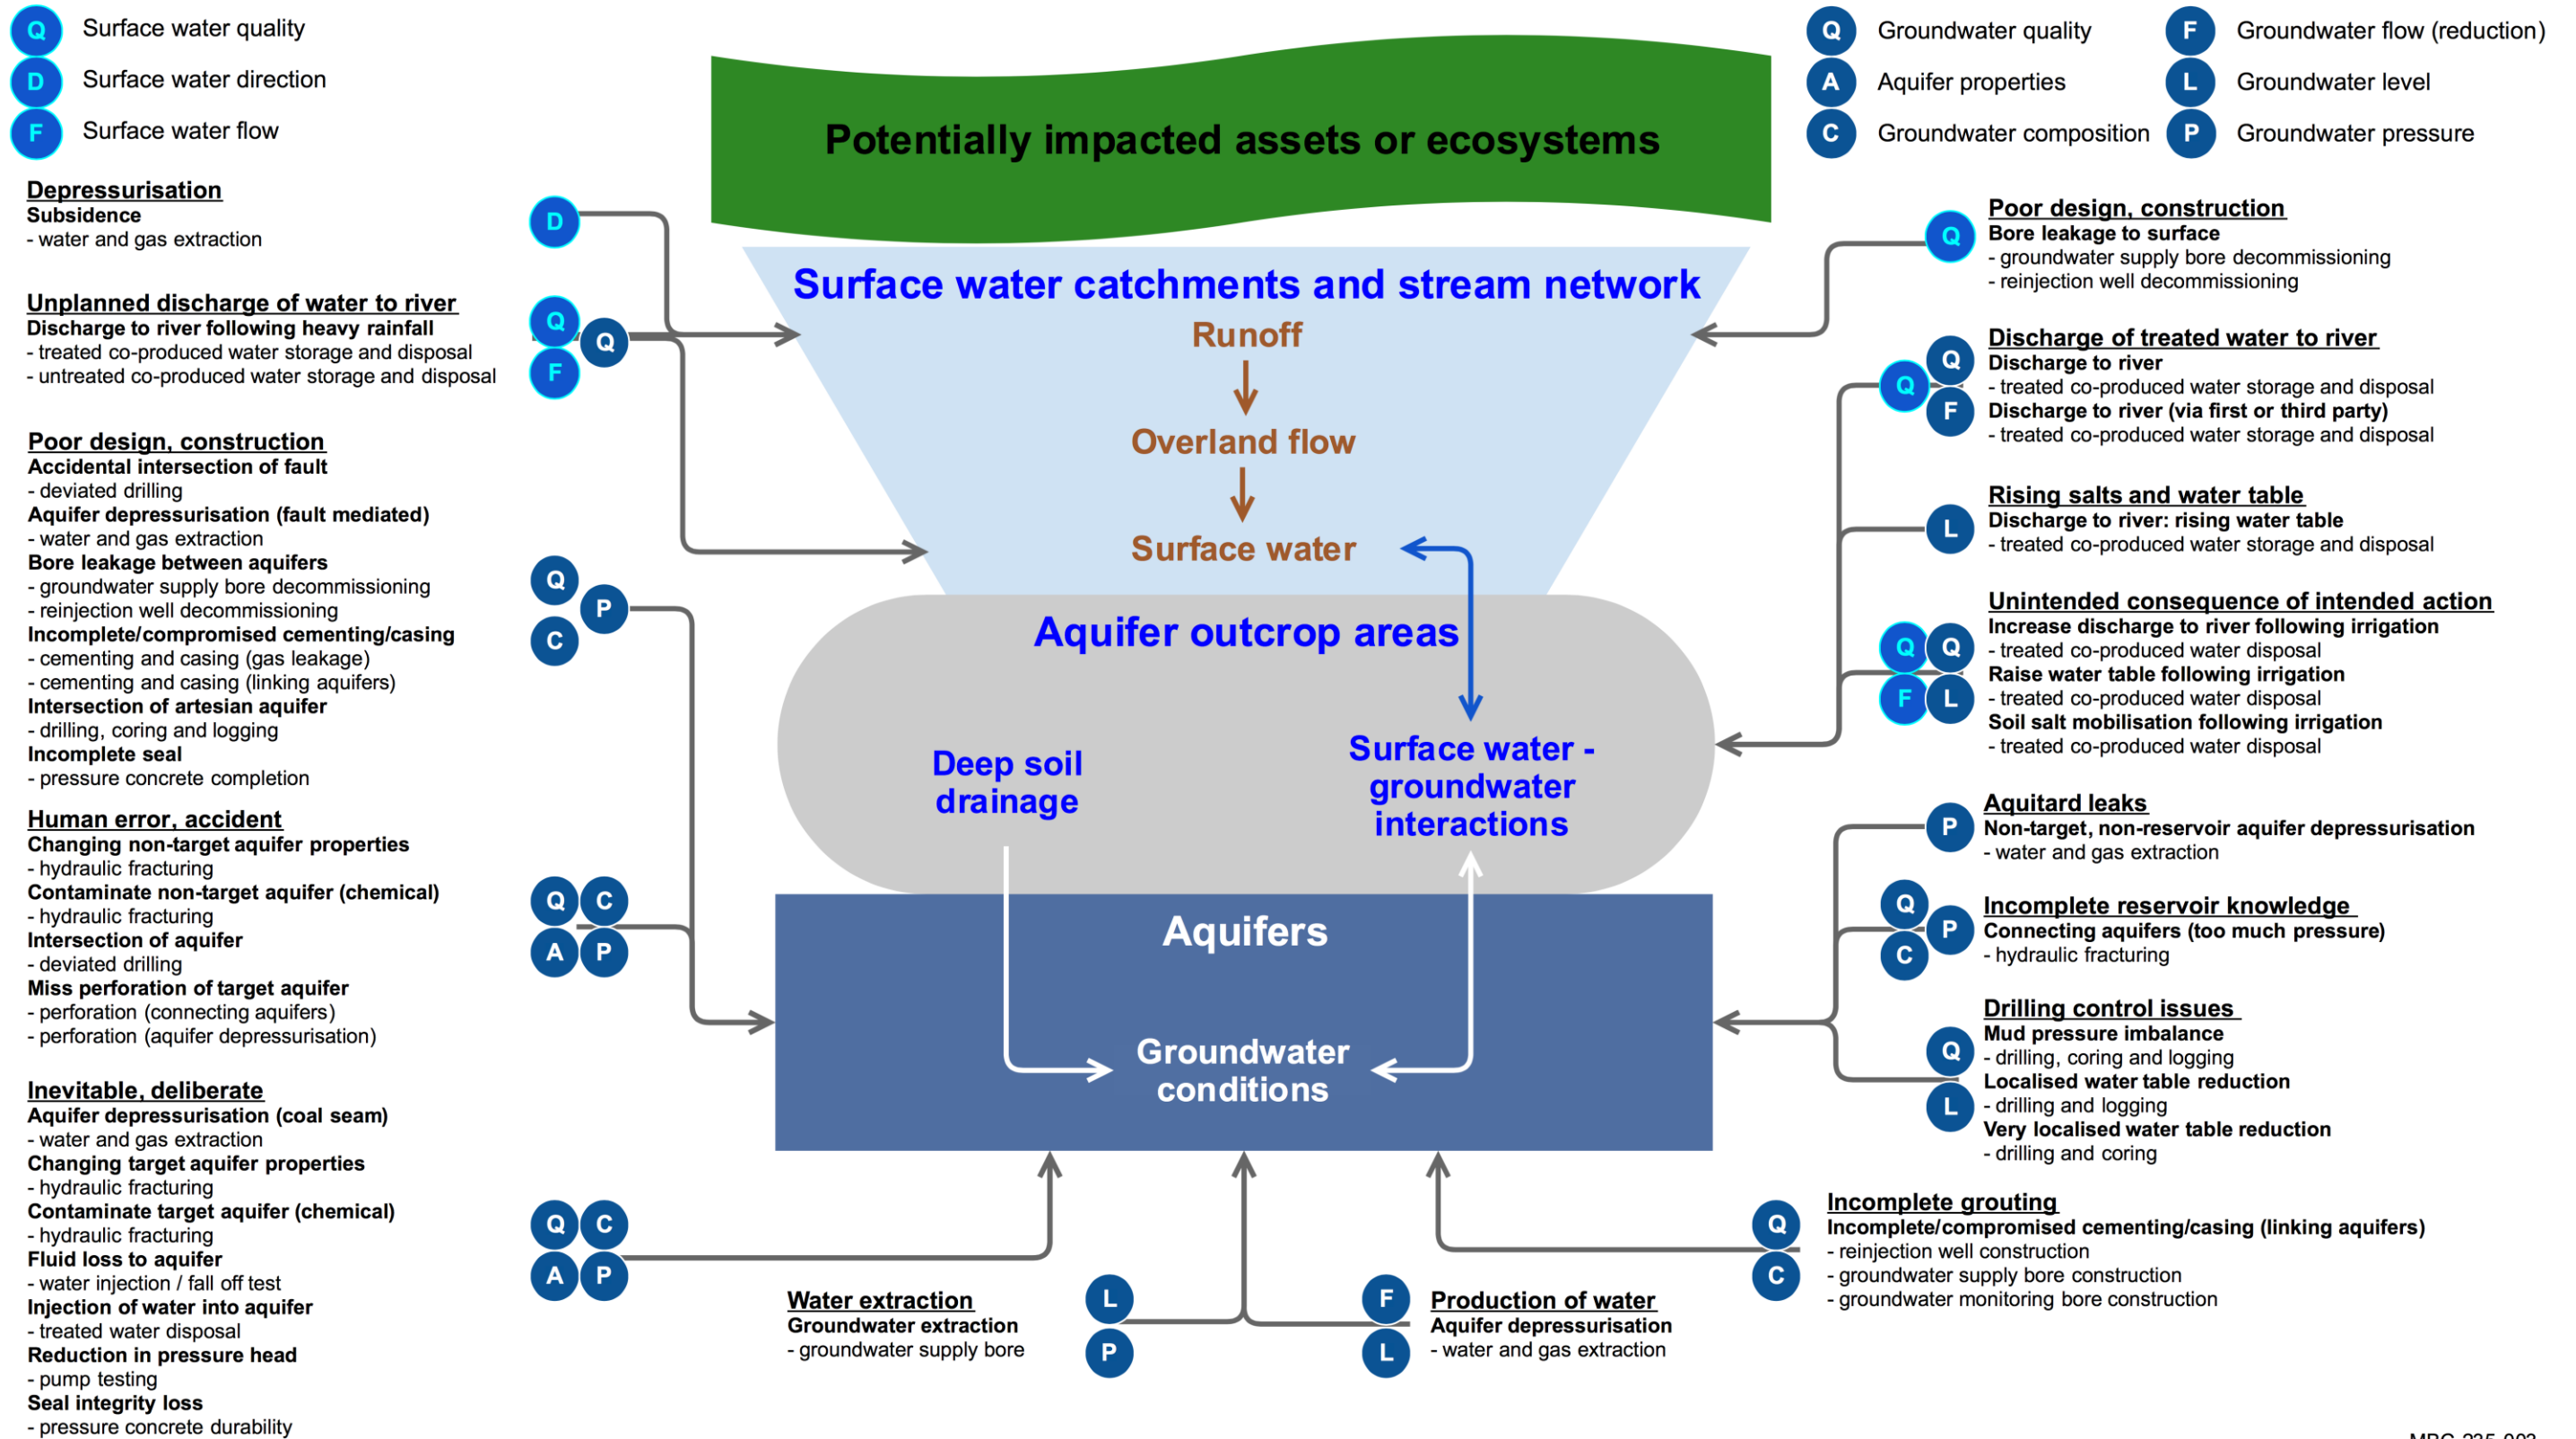 Q Surface water quality
D Surface water direction
F Surface water flow
Q Groundwater quality
F Groundwater flow (reduction)
A Aquifer properties
L Groundwater level
C Groundwater composition
P Groundwater pressure
Potentially impacted assets or ecosystems
Depressurisation
Subsidence
- water and gas extraction
D
Unplanned discharge of water to river
Discharge to river following heavy rainfall
- treated co-produced water storage and disposal
- untreated co-produced water storage and disposal
Q
Q
F
Poor design, construction
Accidental intersection of fault
- deviated drilling
Aquifer depressurisation (fault mediated)
- water and gas extraction
Bore leakage between aquifers
- groundwater supply bore decommissioning
- reinjection well decommissioning
Incomplete/compromised cementing/casing
- cementing and casing (gas leakage)
- cementing and casing (linking aquifers)
Intersection of artesian aquifer
- drilling, coring and logging
Incomplete seal
- pressure concrete completion
Q
P
C
Human error, accident
Changing non-target aquifer properties
- hydraulic fracturing
Contaminate non-target aquifer (chemical)
- hydraulic fracturing
Intersection of aquifer
- deviated drilling
Miss perforation of target aquifer
- perforation (connecting aquifers)
- perforation (aquifer depressurisation)
Q C
A P
Inevitable, deliberate
Aquifer depressurisation (coal seam)
- water and gas extraction
Changing target aquifer properties
- hydraulic fracturing
Contaminate target aquifer (chemical)
- hydraulic fracturing
Fluid loss to aquifer
- water injection / fall off test
Injection of water into aquifer
- treated water disposal
Reduction in pressure head
- pump testing
Seal integrity loss
- pressure concrete durability
Q C
A P
Surface water catchments and stream network
Runoff
Overland flow
Surface water
Aquifer outcrop areas
Deep soil
drainage
Surface water -
groundwater
interactions
Aquifers
Groundwater
conditions
Water extraction
Groundwater extraction
- groundwater supply bore
L
P
F
L
Production of water
Aquifer depressurisation
- water and gas extraction
Q
Poor design, construction
Bore leakage to surface
- groundwater supply bore decommissioning
- reinjection well decommissioning
Q
Q
F
Discharge of treated water to river
Discharge to river
- treated co-produced water storage and disposal
Discharge to river (via first or third party)
- treated co-produced water storage and disposal
L
Rising salts and water table
Discharge to river: rising water table
- treated co-produced water storage and disposal
Q Q
F L
Unintended consequence of intended action
Increase discharge to river following irrigation
- treated co-produced water disposal
Raise water table following irrigation
- treated co-produced water disposal
Soil salt mobilisation following irrigation
- treated co-produced water disposal
P
Aquitard leaks
Non-target, non-reservoir aquifer depressurisation
- water and gas extraction
Q
P
C
Incomplete reservoir knowledge
Connecting aquifers (too much pressure)
- hydraulic fracturing
Q
L
Drilling control issues
Mud pressure imbalance
- drilling, coring and logging
Localised water table reduction
- drilling and logging
Very localised water table reduction
- drilling and coring
Q
C
Incomplete grouting
Incomplete/compromised cementing/casing (linking aquifers)
- reinjection well construction
- groundwater supply bore construction
- groundwater monitoring bore construction